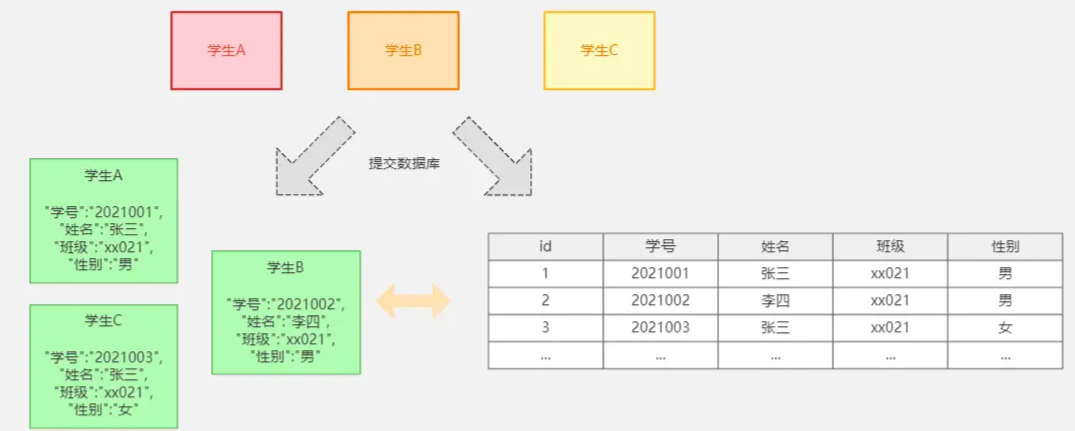 学生A
学生B
学生C
提交数据库
学生A
"学号":"2021001",
"姓名":"张三",
"班级":"xx021",
"性别":"男"
学生B
"学号":"2021002",
"姓名":"李四",
"班级":"xx021",
"性别":"男"
学生C
"学号":"2021003",
"姓名":"张三",
"班级":"xx021",
"性别":"女"
id 学号 姓名 班级 性别
1 2021001 张三 xx021 男
2 2021002 李四 xx021 男
3 2021003 张三 xx021 女
... ... ... ... ...